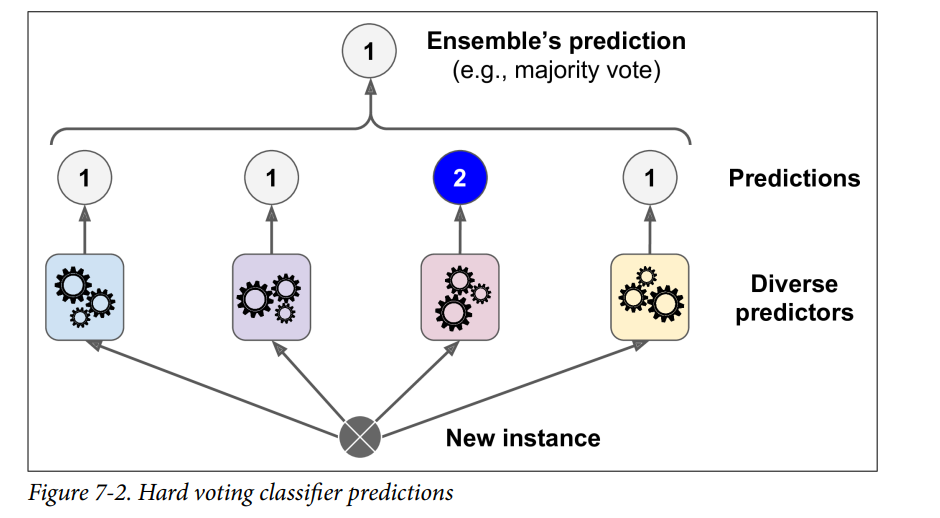 1
Ensemble's prediction
(e.g., majority vote)
1 1 2 1
Predictions
Diverse
predictors
New instance
Figure 7-2. Hard voting classifier predictions